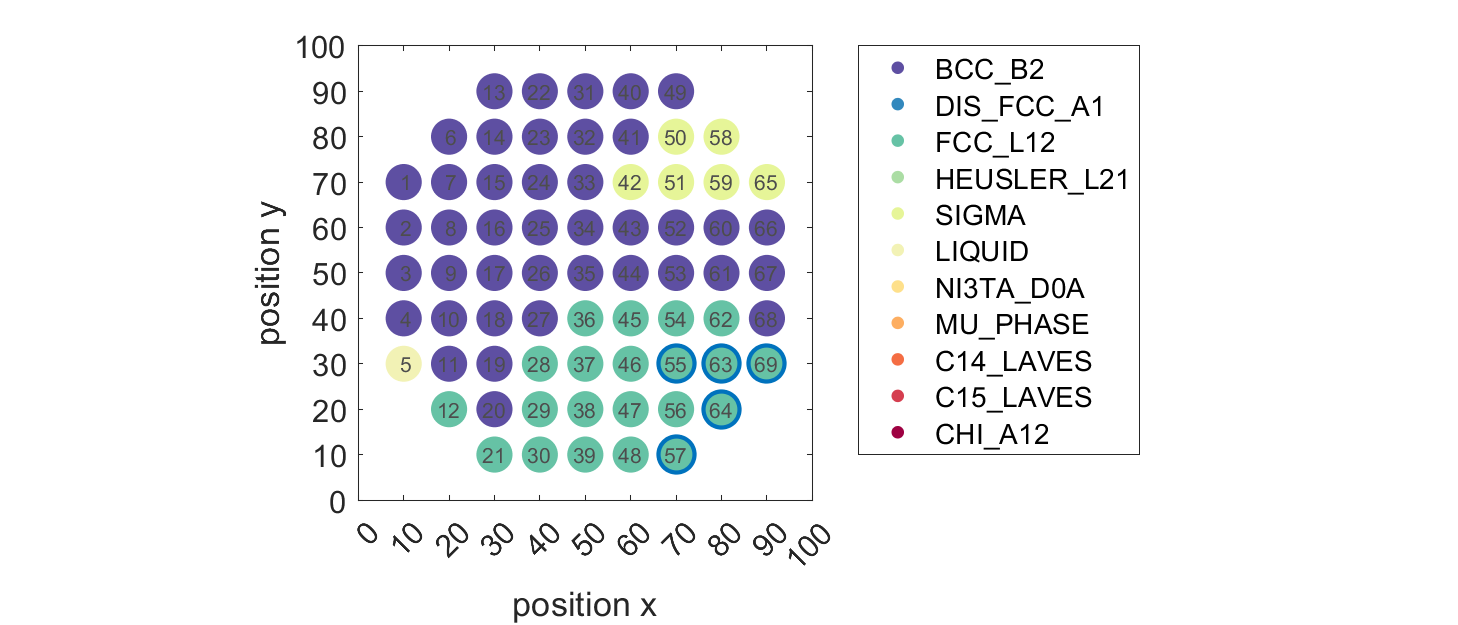 100
90
80
70
60
50
40
30
20
10
0
position y
13 22 31 40 49
6 14 23 32 41 50 58
1 7 15 24 33 42 51 59 65
2 8 16 25 34 43 52 60 66
3 9 17 26 35 44 53 61 67
4 10 18 27 36 45 54 62 68
5 11 19 28 37 46 55 63 69
12 20 29 38 47 56 64
21 30 39 48 57
0 10 20 30 40 50 60 70 80 90 100
position x
BCC_B2
DIS_FCC_A1
FCC_L12
HEUSLER_L21
SIGMA
LIQUID
NI3TA_D0A
MU_PHASE
C14_LAVES
C15_LAVES
CHI_A12